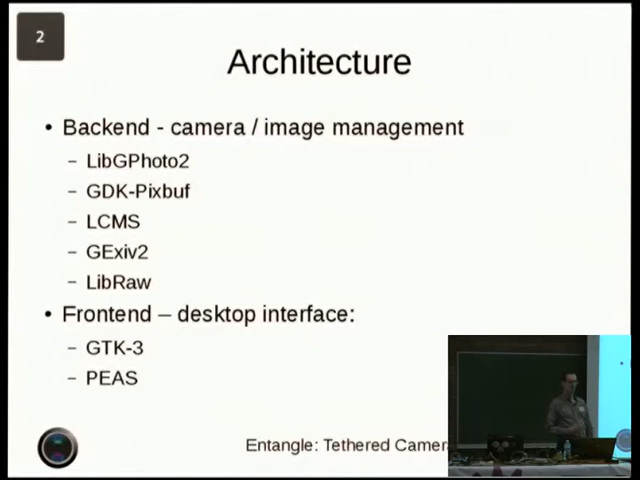 2
Architecture
• Backend - camera / image management
– LibGPhoto2
– GDK-Pixbuf
– LCMS
– GExiv2
– LibRaw
• Frontend – desktop interface:
– GTK-3
– PEAS
Entangle: Tethered Camera